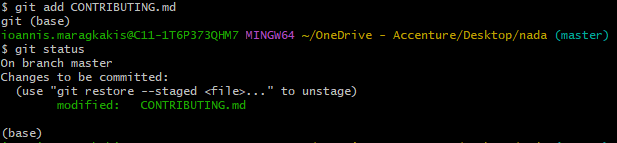 $ git add CONTRIBUTING.md
git (base)
ioannis.maragkakis@C11-1T6P373QHM7 MINGW64 ~/OneDrive - Accenture/Desktop/nada (master)
$ git status
On branch master
Changes to be committed:
  (use "git restore --staged <file>..." to unstage)
        modified:   CONTRIBUTING.md

(base)